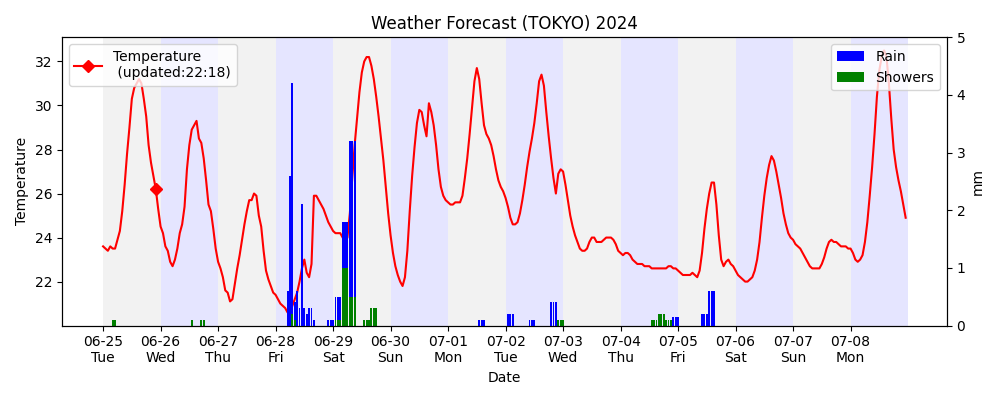 Weather Forecast (TOKYO) 2024
Temperature
(updated:22:18)
Rain
Showers
Temperature
32
30
28
26
24
22
5
4
3
2
1
0
mm
06-25 06-26 06-27 06-28 06-29 06-30 07-01 07-02 07-03 07-04 07-05 07-06 07-07 07-08
Tue Wed Thu Fri Sat Sun Mon Tue Wed Thu Fri Sat Sun Mon
Date